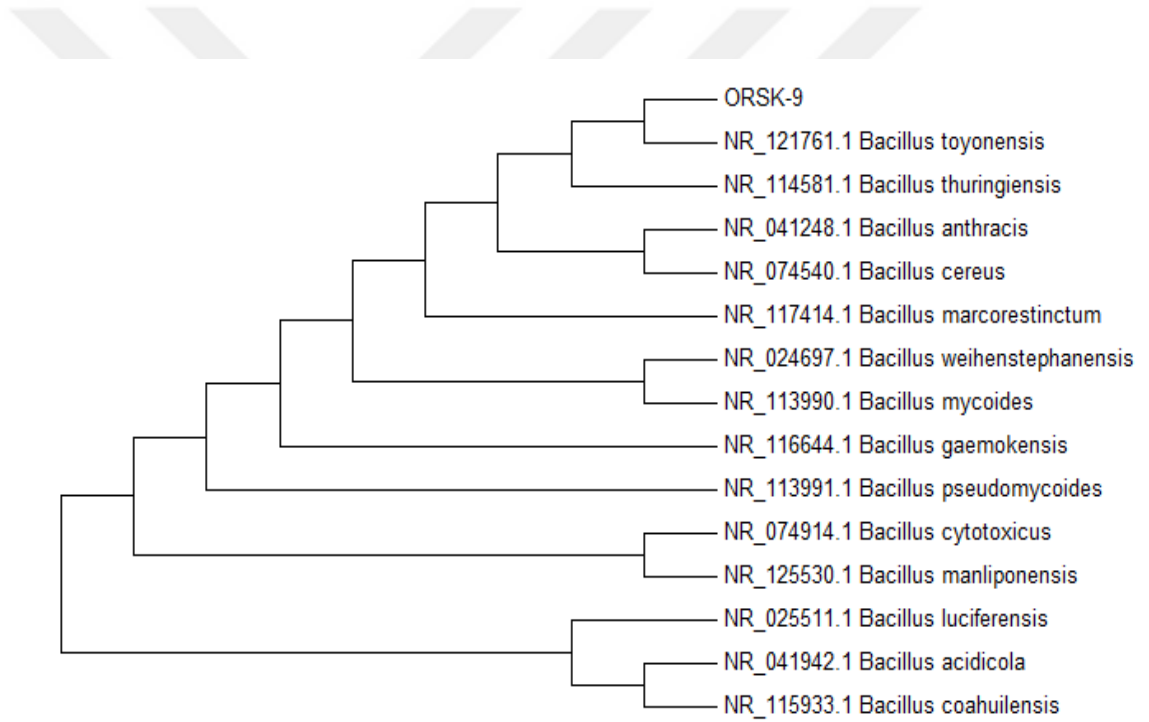 ORSK-9
NR_121761.1 Bacillus toyonensis
NR_114581.1 Bacillus thuringiensis
NR_041248.1 Bacillus anthracis
NR_074540.1 Bacillus cereus
NR_117414.1 Bacillus marcorestinctum
NR_024697.1 Bacillus weihenstephanensis
NR_113990.1 Bacillus mycoides
NR_116644.1 Bacillus gaemokensis
NR_113991.1 Bacillus pseudomycoides
NR_074914.1 Bacillus cytotoxicus
NR_125530.1 Bacillus manliponensis
NR_025511.1 Bacillus luciferensis
NR_041942.1 Bacillus acidicola
NR_115933.1 Bacillus coahuilensis